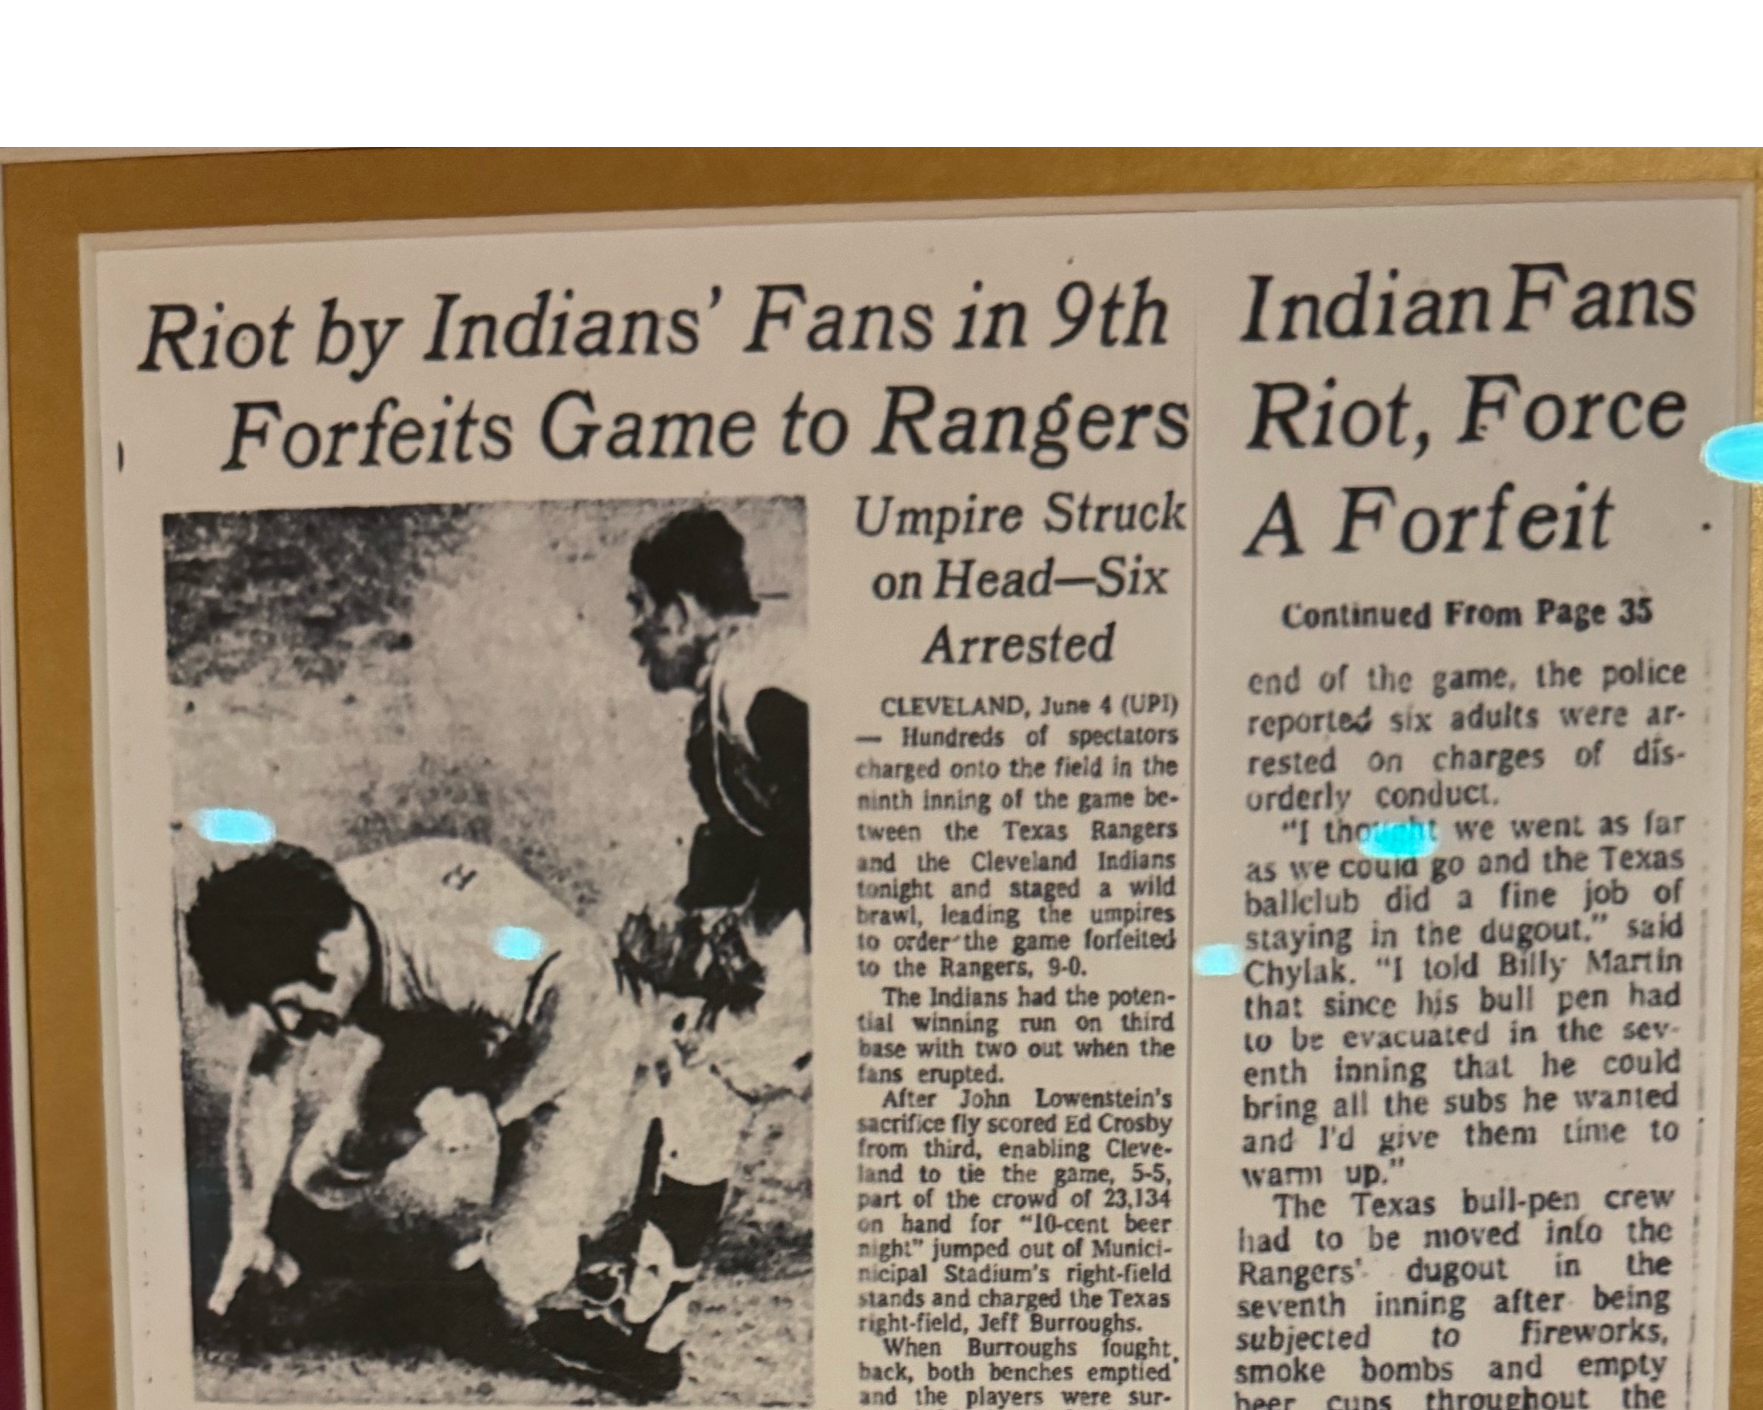 Riot by Indians' Fans in 9th
Forfeits Game to Rangers
Umpire Struck
on Head—Six
Arrested
CLEVELAND, June 4 (UPI)
— Hundreds of spectators
charged onto the field in the
ninth inning of the game be-
tween the Texas Rangers
and the Cleveland Indians
tonight and staged a wild
brawl, leading the umpires
to order the game forfeited
to the Rangers, 9-0.
The Indians had the poten-
tial winning run on third
base with two out when the
fans erupted.
After John Lowenstein's
sacrifice fly scored Ed Crosby
from third, enabling Cleve-
land to tie the game, 5-5,
part of the crowd of 23,134
on hand for "10-cent beer
night" jumped out of Munici-
nicipal Stadium's right-field
stands and charged the Texas
right-field, Jeff Burroughs.
When Burroughs fought
back, both benches emptied
and the players were sur-
Indian Fans
Riot, Force
A Forfeit
Continued From Page 35
end of the game, the police
reported six adults were ar-
rested on charges of dis-
orderly conduct.
"I thought we went as far
as we could go and the Texas
ballclub did a fine job of
staying in the dugout," said
Chylak. "I told Billy Martin
that since his bull pen had
to be evacuated in the sev-
enth inning that he could
bring all the subs he wanted
and I'd give them time to
warm up."
The Texas bull-pen crew
had to be moved into the
Rangers' dugout in the
seventh inning after being
subjected to fireworks,
smoke bombs and empty
beer cups throughout the